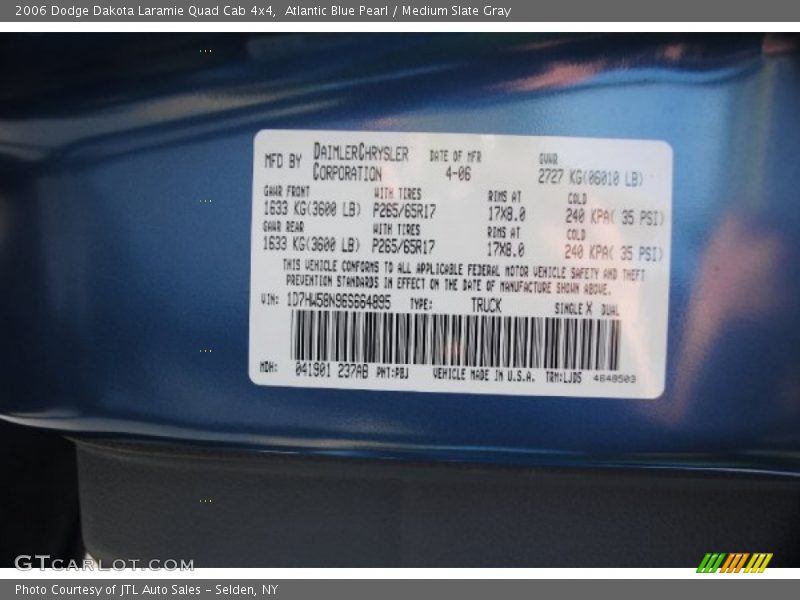 2006 Dodge Dakota Laramie Quad Cab 4x4, Atlantic Blue Pearl / Medium Slate Gray
MFD BY DAIMLERCHRYSLER CORPORATION DATE OF MFR 4-06 GVWR 2727 KG(06010 LB)
GAWR FRONT WITH TIRES RIMS AT COLD
1633 KG(3600 LB) P265/65R17 17X8.0 240 KPA( 35 PSI)
GAWR REAR WITH TIRES RIMS AT COLD
1633 KG(3600 LB) P265/65R17 17X8.0 240 KPA( 35 PSI)
THIS VEHICLE CONFORMS TO ALL APPLICABLE FEDERAL MOTOR VEHICLE SAFETY AND THEFT
PREVENTION STANDARDS IN EFFECT ON THE DATE OF MANUFACTURE SHOWN ABOVE.
VIN: 1D7HW58N96S664895 TYPE: TRUCK SINGLE X DUAL
MDH: 041901 237AB PNT:PBJ VEHICLE MADE IN U.S.A. TRM:LJDS 4648503
GTCARLOT.COM
Photo Courtesy of JTL Auto Sales – Selden, NY